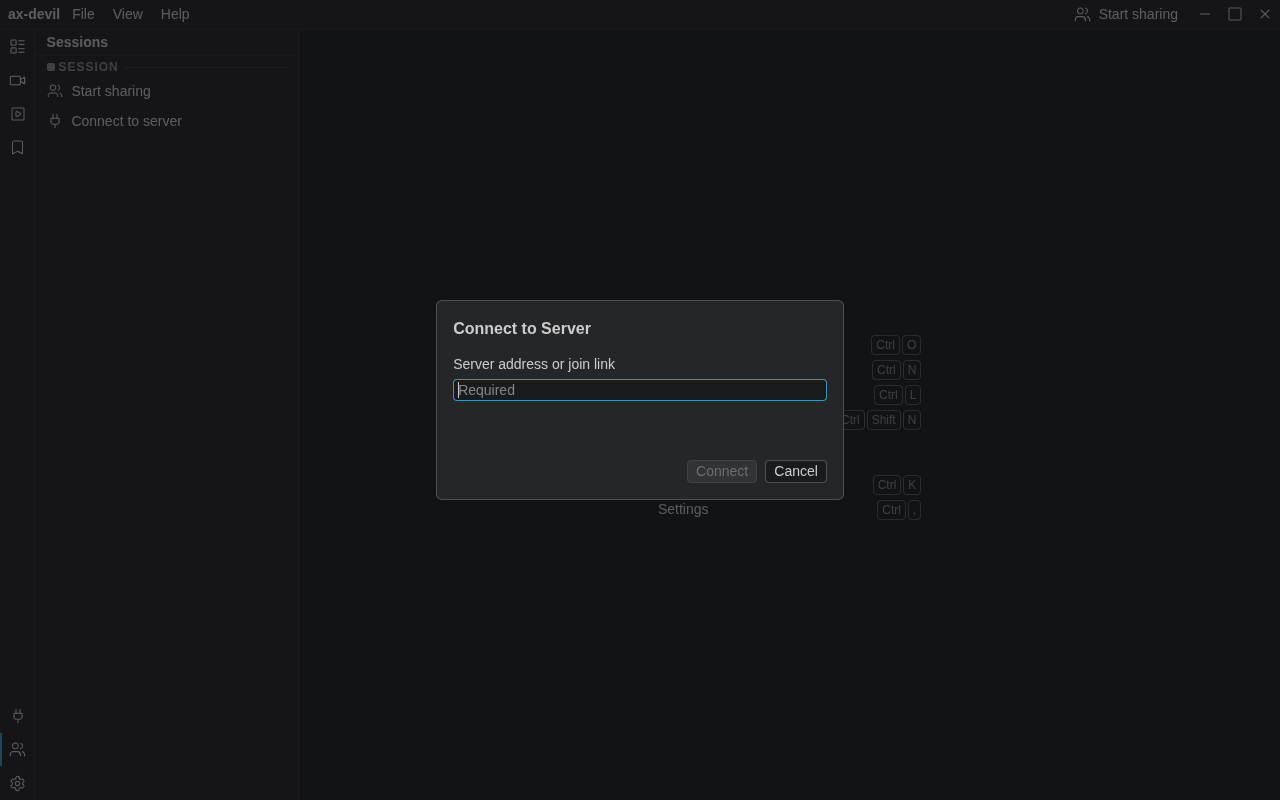 ax-devil File View Help Start sharing
Sessions
SESSION
Start sharing
Connect to server
Connect to Server
Server address or join link
Required
Connect Cancel
Ctrl O
Ctrl N
Ctrl L
Ctrl Shift N
Ctrl K
Settings Ctrl ,